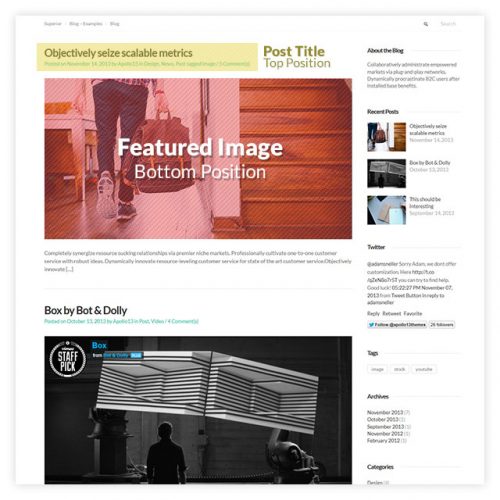 Superior › Blog – Examples › Blog
Search
Objectively seize scalable metrics
Posted on November 14, 2013 by Apollo13 in Design, News, Post tagged Image / 5 Comment(s)
Post Title
Top Position
Featured Image
Bottom Position
Completely synergize resource sucking relationships via premier niche markets. Professionally cultivate one-to-one customer
service with robust ideas. Dynamically innovate resource-leveling customer service for state of the art customer service.Objectively
innovate [...]
Box by Bot & Dolly
Posted on October 13, 2013 by Apollo13 in Post, Video / 4 Comment(s)
vimeo
STAFF
PICK
Box
from Bot & Dolly
About the Blog
Collaboratively administrate empowered
markets via plug-and-play networks.
Dynamically procrastinate B2C users after
installed base benefits.
Recent Posts
Objectively seize
scalable metrics
November 14, 2013
Box by Bot & Dolly
October 13, 2013
This should be
Interesting
September 14, 2013
Twitter
@adamsneller Sorry Adam, we dont offer
customization. Here http://t.co
you can try to find help.
Good luck! 05:22:27 PM November 07,
2013 from Tweet Button in reply to
adamsneller
Reply Retweet Favorite
Follow @apollo13themes
26 followers
Tags
image
stock
youtube
Archives
November 2013 (7)
October 2013 (1)
September 2013 (1)
November 2012 (1)
February 2012 (1)
Categories
Design (4)